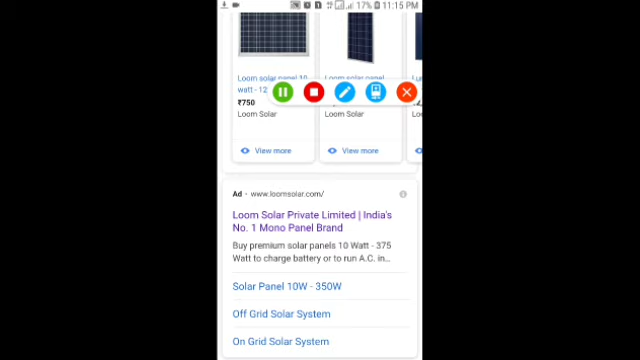 17% 11:15 PM
Loom solar panel 10
watt - 12
₹750
Loom Solar
View more
Loom solar panel
Loom Solar
View more
Ad · www.loomsolar.com/
Loom Solar Private Limited | India's
No. 1 Mono Panel Brand
Buy premium solar panels 10 Watt - 375
Watt to charge battery or to run A.C. in...
Solar Panel 10W - 350W
Off Grid Solar System
On Grid Solar System